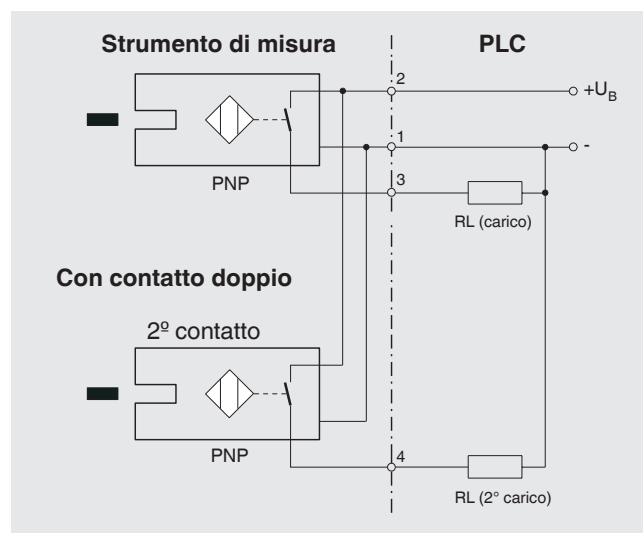 Strumento di misura
PLC
2
+UB
1
-
PNP
3
RL (carico)
Con contatto doppio
2º contatto
PNP
4
RL (2° carico)